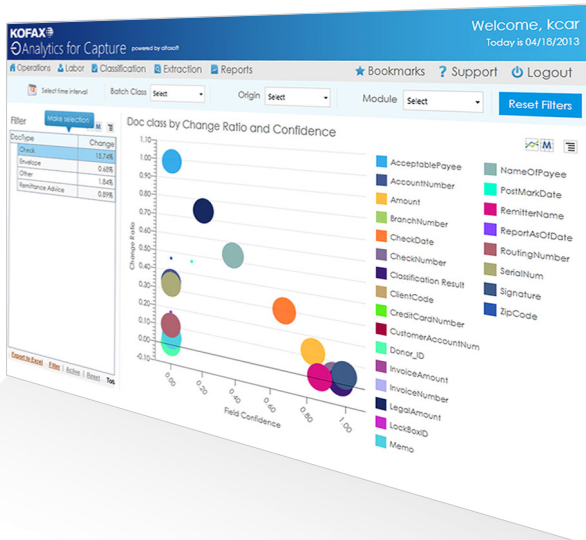 KOFAX
Analytics for Capture powered by altosoft
Welcome, kcar
Today is 04/18/2013
Operations Labor Classification Extraction Reports
Bookmarks ? Support Logout
Select time interval Batch Class Select Origin Select Module Select Reset Filters
Filter Make selection M
DocType Change
Check 15.74%
Envelope 0.68%
Other 1.84%
Remittance Advice 0.89%
Export to Excel Filter | Active | Reset Tas
Doc class by Change Ratio and Confidence
M
Change Ratio
1.10
1.00
0.90
0.80
0.70
0.60
0.50
0.40
0.30
0.20
0.10
0.00
-0.10
0.00 0.20 0.40 0.60 0.80 1.00
Field Confidence
AcceptablePayee
AccountNumber
Amount
BranchNumber
CheckDate
CheckNumber
Classification Result
ClientCode
CreditCardNumber
CustomerAccountNum
Donor_ID
InvoiceAmount
InvoiceNumber
LegalAmount
LockBoxID
Memo
NameOfPayee
PostMarkDate
RemitterName
ReportAsOfDate
RoutingNumber
SerialNum
Signature
ZipCode